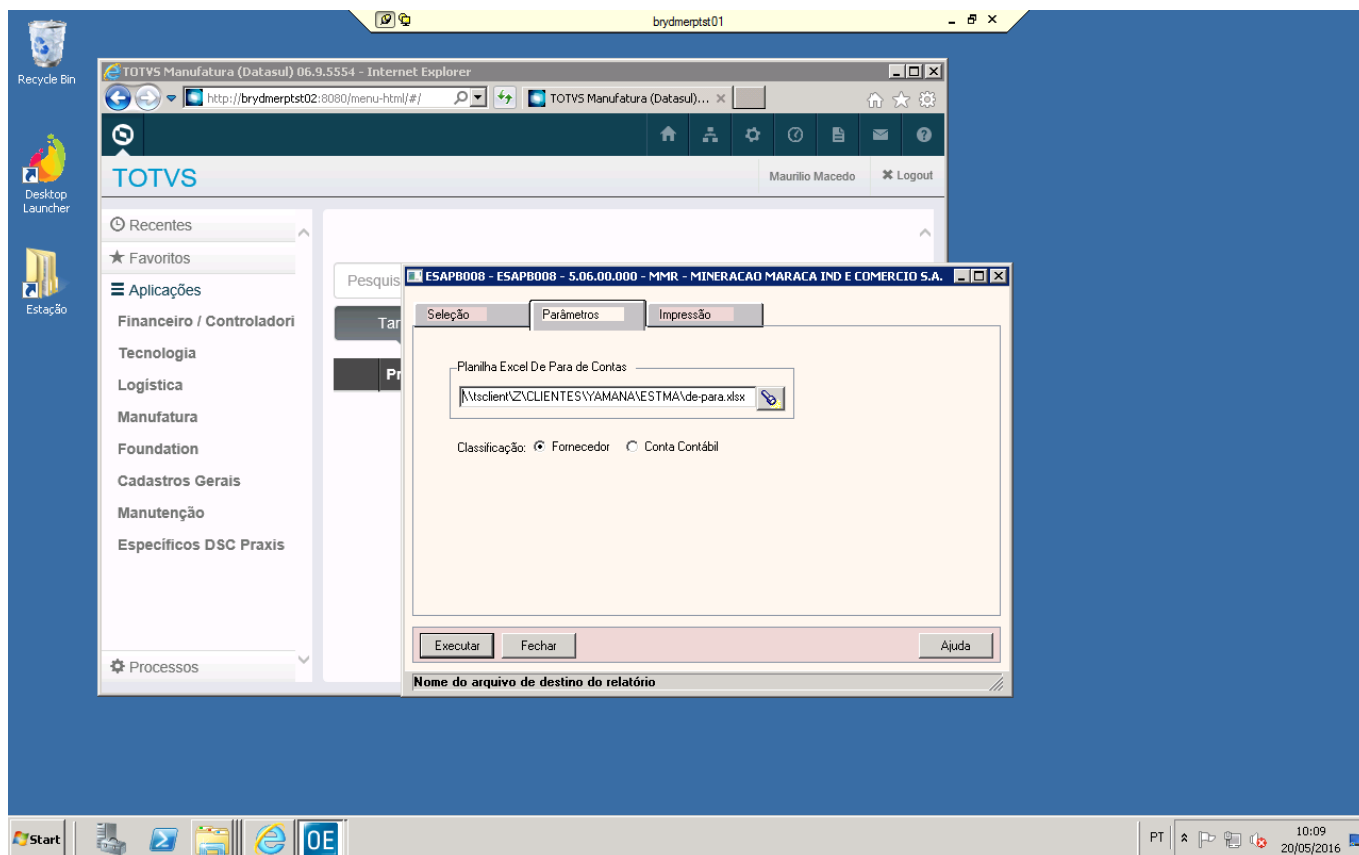 brydmerptst01
Recycle Bin
Desktop
Launcher
Estação
TOTVS Manufatura (Datasul) 06.9.5554 - Internet Explorer
http://brydmerptst02:8080/menu-html/#/
TOTVS Manufatura (Datasul)...
TOTVS
Maurilio Macedo
Logout
Recentes
Favoritos
Aplicações
Financeiro / Controladori
Tecnologia
Logística
Manufatura
Foundation
Cadastros Gerais
Manutenção
Específicos DSC Praxis
Processos
Pesquis
Tar
Pr
ESAPB008 - ESAPB008 - 5.06.00.000 - MMR - MINERACAO MARACA IND E COMERCIO S.A.
Seleção
Parâmetros
Impressão
Planilha Excel De Para de Contas
\\tsclient\Z\CLIENTES\YAMANA\ESTMA\de-para.xlsx
Classificação: Fornecedor Conta Contábil
Executar
Fechar
Ajuda
Nome do arquivo de destino do relatório
Start
OE
PT
10:09
20/05/2016